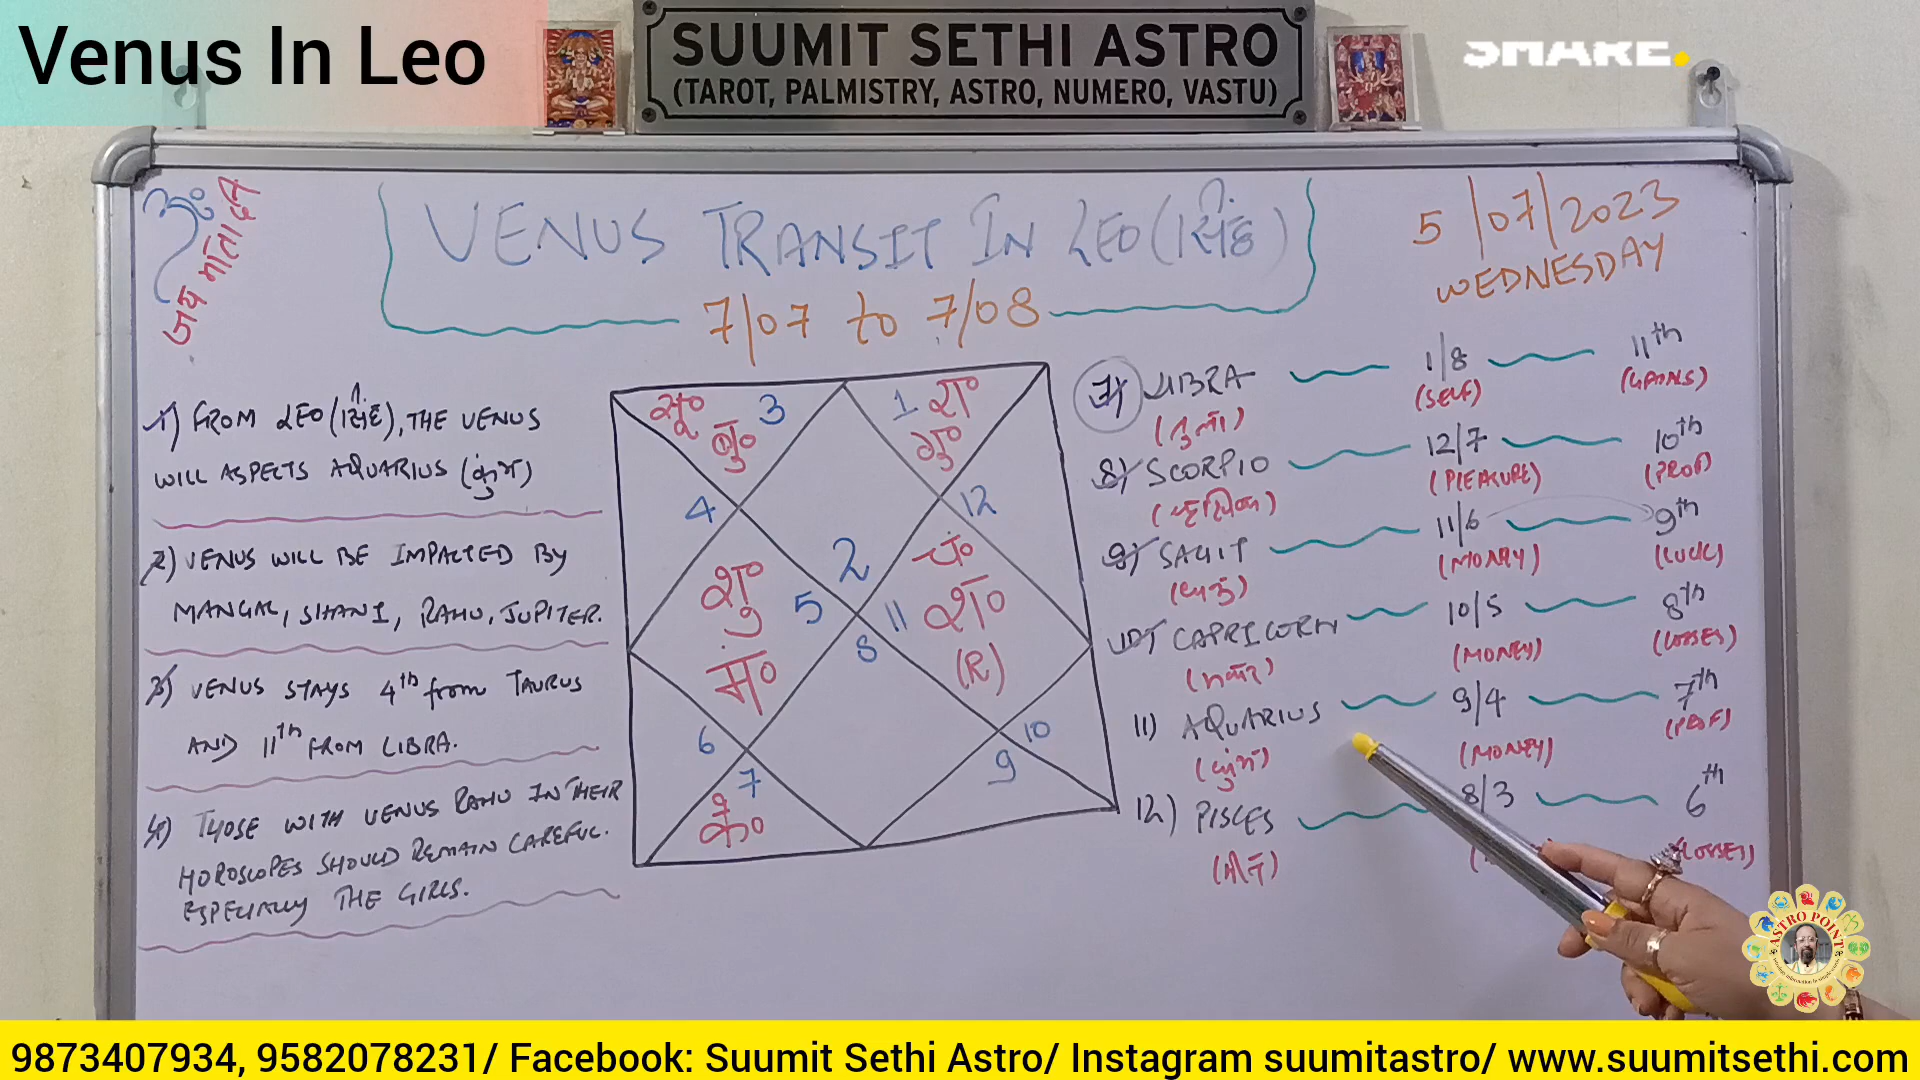 Venus In Leo
SUUMIT SETHI ASTRO
(TAROT, PALMISTRY, ASTRO, NUMERO, VASTU)
ॐ
जय माता दी
VENUS TRANSIT IN LEO (सिंह)
7/07 to 7/08
5/07/2023
WEDNESDAY
1) FROM LEO (सिंह), THE VENUS
WILL ASPECTS AQUARIUS (कुंभ)
2) VENUS WILL BE IMPACTED BY
MANGAL, SHANI, RAHU, JUPITER.
3) VENUS STAYS 4th from TAURUS
AND 11th FROM LIBRA.
4) THOSE WITH VENUS RAHU IN THEIR
HOROSCOPES SHOULD REMAIN CAREFUL.
ESPECIALLY THE GIRLS.
सू० 3
बु०
1 रा०
गु०
4
12
2
शु०
5
मं०
चं०
11 श०
(R)
8
6
10
7
9
के०
7) LIBRA 1/8 11th
(तुला) (SELF) (GAINS)
8) SCORPIO 12/7 10th
(वृश्चिक) (PLEASURE) (PROF)
9) SAGIT 11/6 9th
(धनु) (MONEY) (LUCK)
10) CAPRICORN 10/5 8th
(मकर) (MONEY) (LOSSES)
11) AQUARIUS 9/4 7th
(कुंभ) (MONEY) (PROF)
12) PISCES 8/3 6th
(मीन) (LOSSES)
ASTRO POINT
9873407934, 9582078231/ Facebook: Suumit Sethi Astro/ Instagram suumitastro/ www.suumitsethi.com